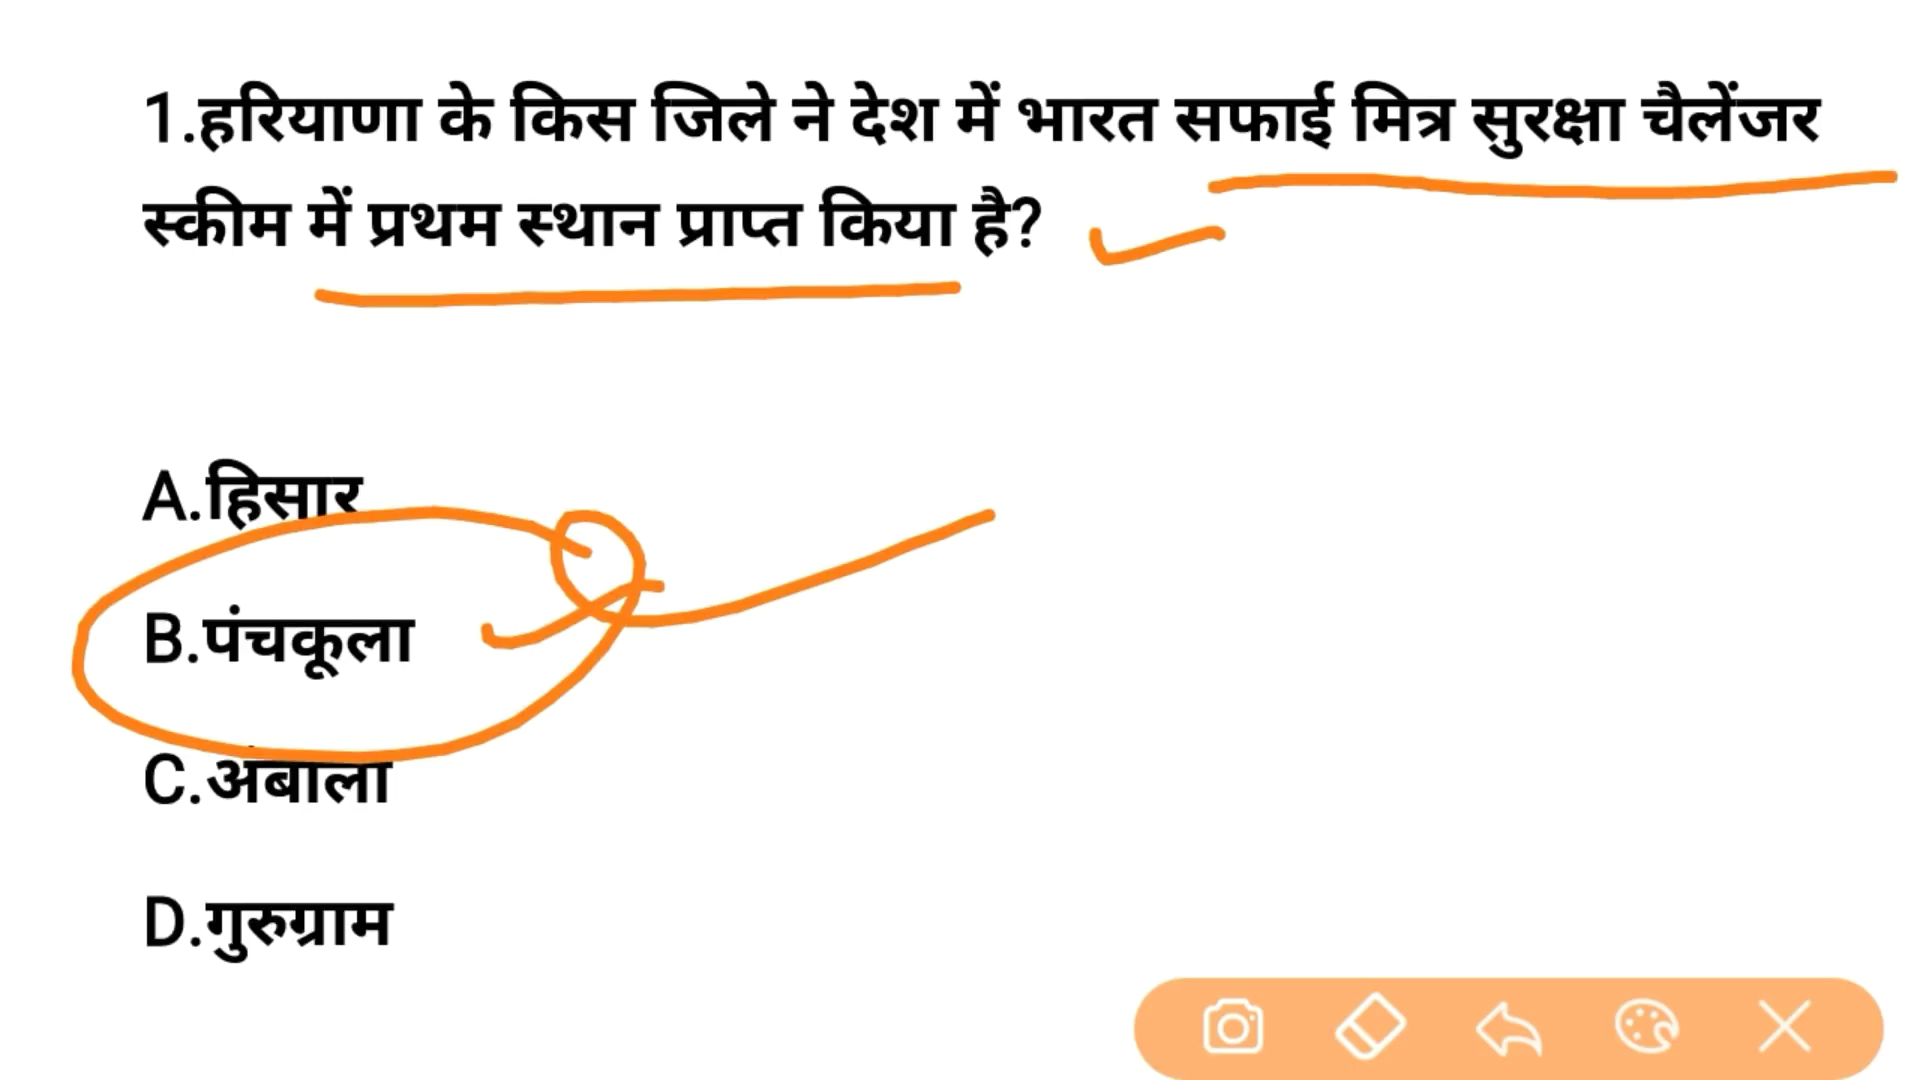 1.हरियाणा के किस जिले ने देश में भारत सफाई मित्र सुरक्षा चैलेंजर
स्कीम में प्रथम स्थान प्राप्त किया है?
A.हिसार
B.पंचकूला
C.अंबाला
D.गुरुग्राम